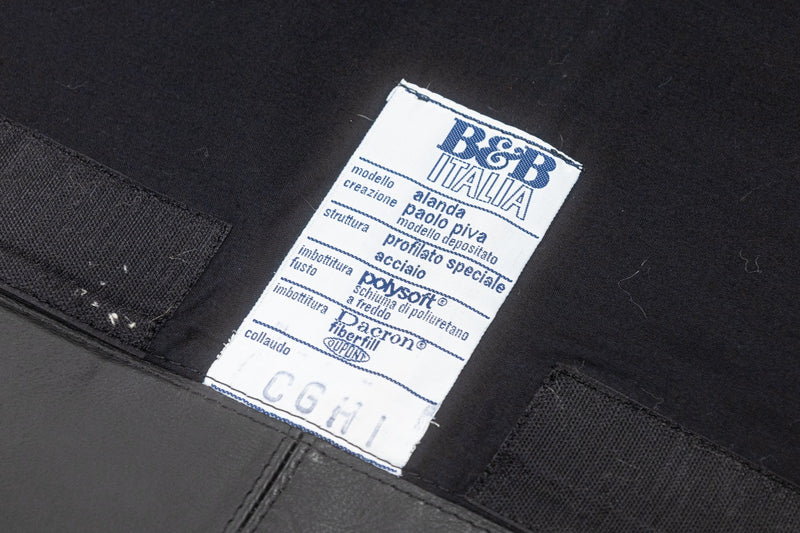 B&B
ITALIA
modello alanda
creazione paolo piva
modello depositato
struttura profilato speciale
acciaio
imbottitura polysoft®
fusto schiuma di poliuretano
a freddo
imbottitura Dacron®
fiberfill
DUPONT
collaudo
CGHI